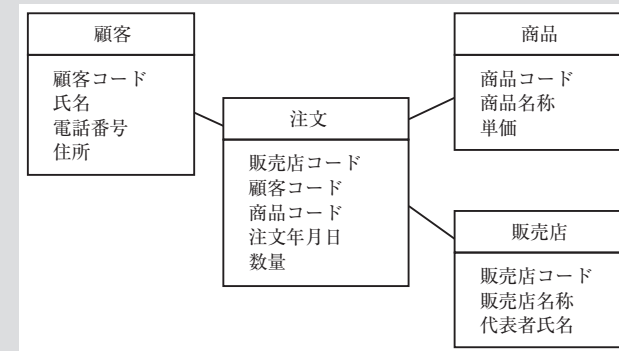 顧客
顧客コード
氏名
電話番号
住所
注文
販売店コード
顧客コード
商品コード
注文年月日
数量
商品
商品コード
商品名称
単価
販売店
販売店コード
販売店名称
代表者氏名